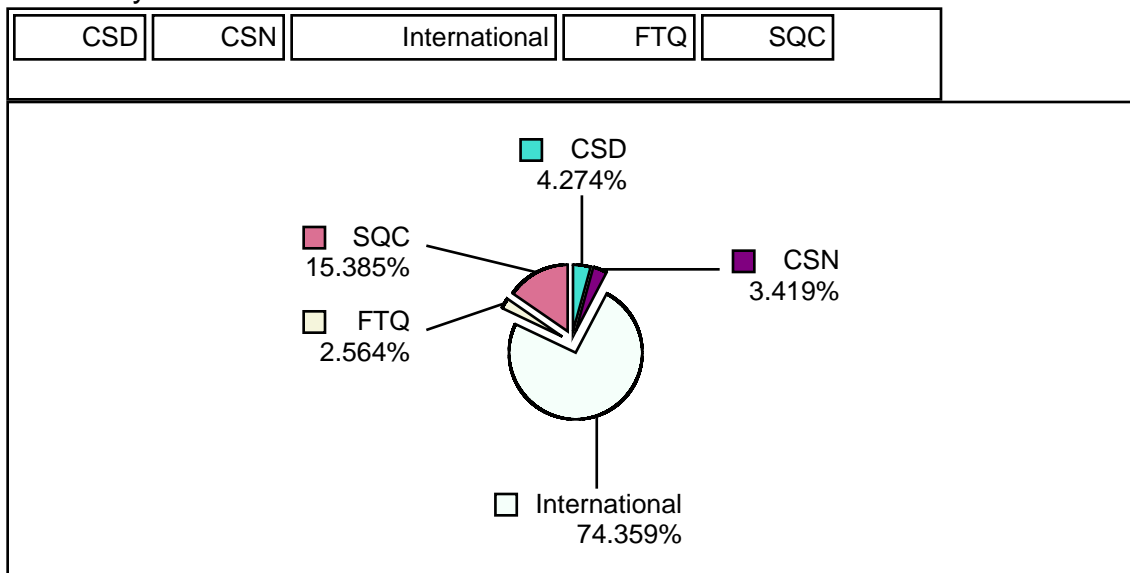 CSD CSN International FTQ SQC
CSD
4.274%
SQC
15.385%
CSN
3.419%
FTQ
2.564%
International
74.359%